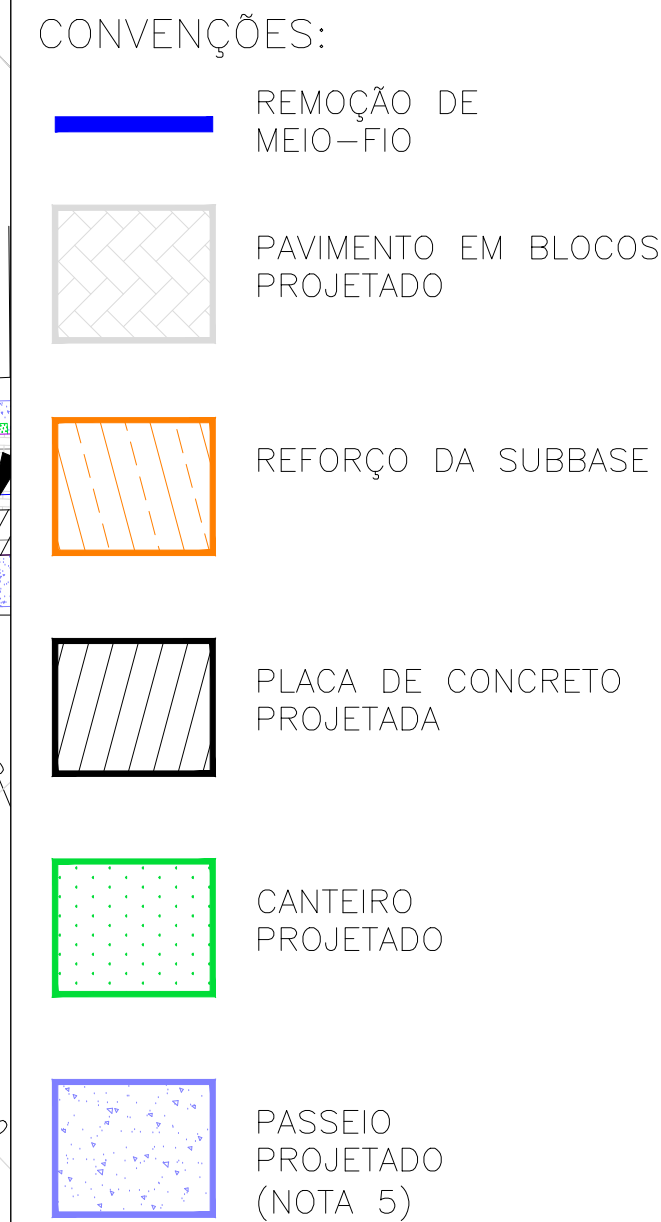 CONVENÇÕES:
REMOÇÃO DE
MEIO-FIO
PAVIMENTO EM BLOCOS
PROJETADO
REFORÇO DA SUBBASE
PLACA DE CONCRETO
PROJETADA
CANTEIRO
PROJETADO
PASSEIO
PROJETADO
(NOTA 5)